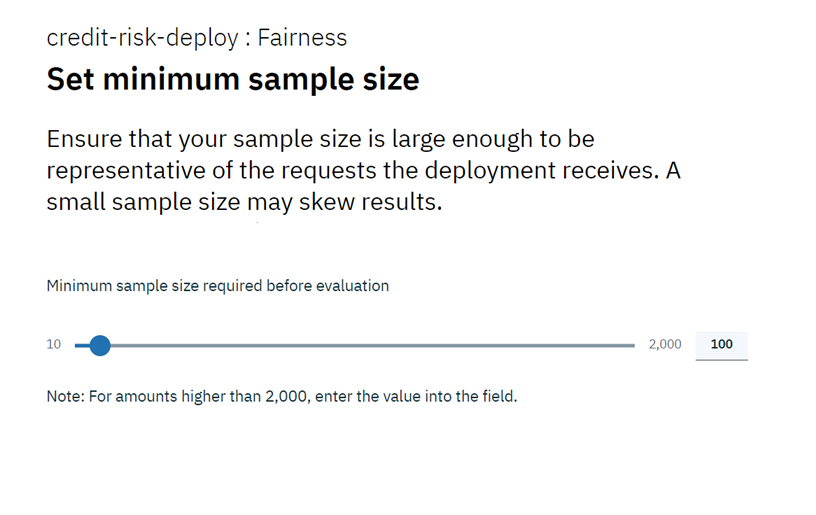 credit-risk-deploy : Fairness
Set minimum sample size
Ensure that your sample size is large enough to be
representative of the requests the deployment receives. A
small sample size may skew results.
Minimum sample size required before evaluation
10 2,000 100
Note: For amounts higher than 2,000, enter the value into the field.